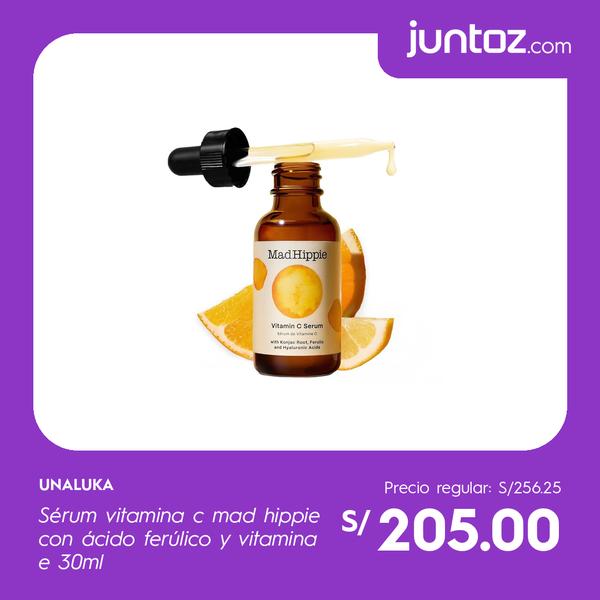 juntoz.com
MadHippie
Vitamin C Serum
Sérum de Vitamine C
with Konjac Root, Ferulic
and Hyaluronic Acids
UNALUKA
Sérum vitamina c mad hippie
con ácido ferúlico y vitamina
e 30ml
Precio regular: S/256.25
S/ 205.00